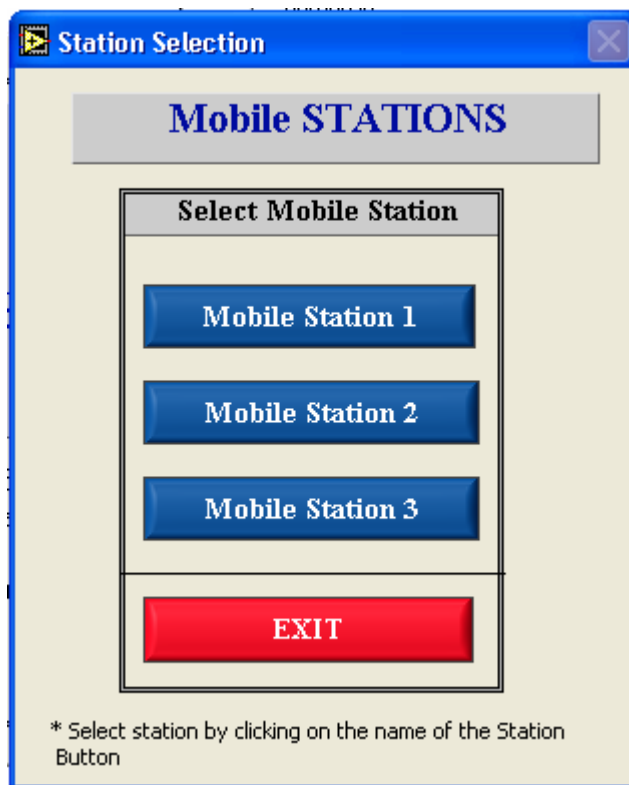 Station Selection
Mobile STATIONS
Select Mobile Station
Mobile Station 1
Mobile Station 2
Mobile Station 3
EXIT
* Select station by clicking on the name of the Station
Button